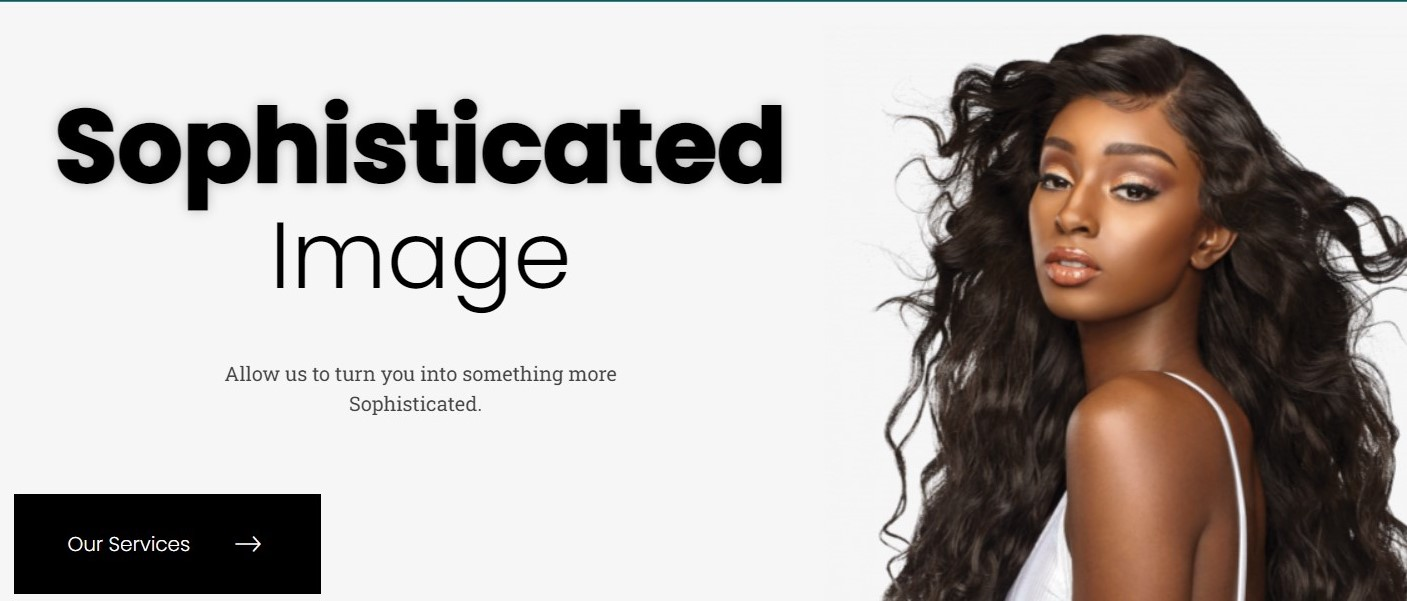 Sophisticated
Image
Allow us to turn you into something more
Sophisticated.
Our Services